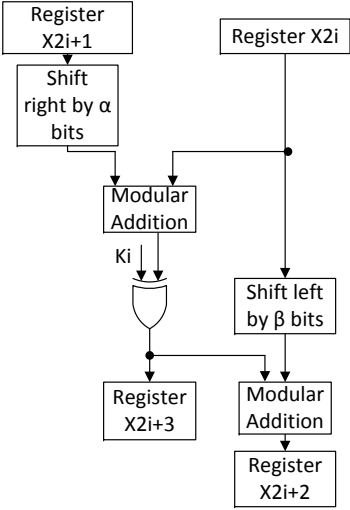 Register
X2i+1
Register X2i
Shift
right by α
bits
Modular
Addition
Ki
Shift left
by β bits
Register
X2i+3
Modular
Addition
Register
X2i+2